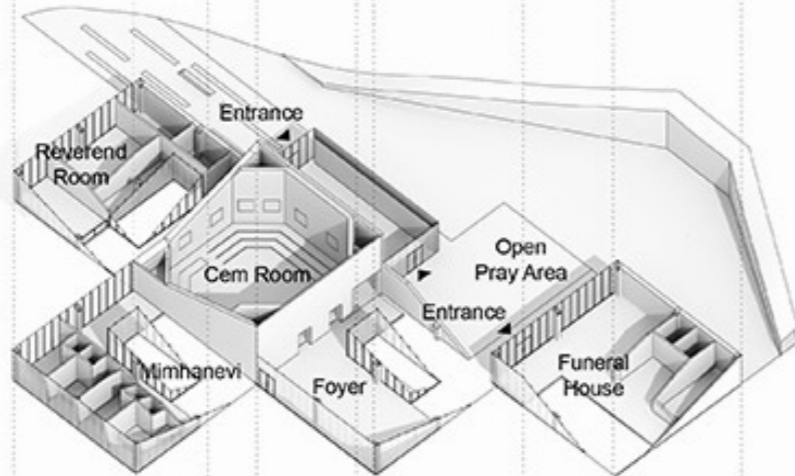 Entrance
Reverend
Room
Cem Room
Open
Pray Area
Entrance
Mimhanevi
Foyer
Funeral
House